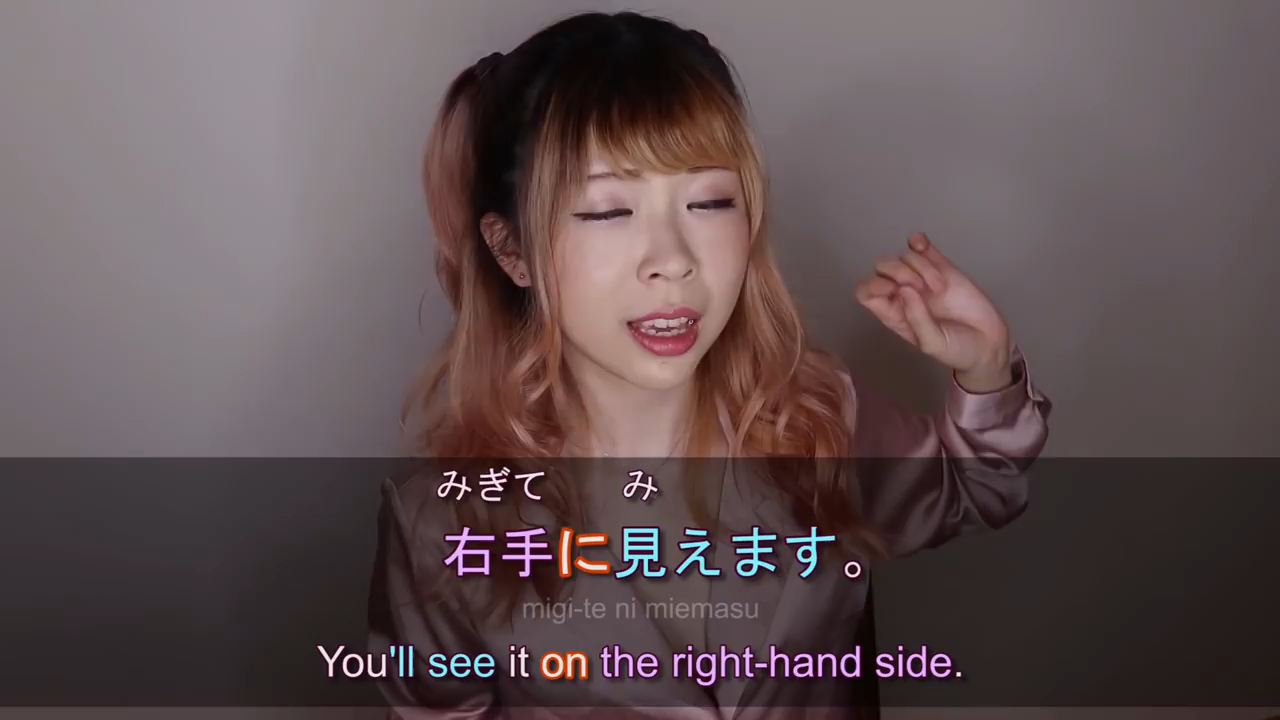 みぎて み
右手に見えます。
migi-te ni miemasu
You'll see it on the right-hand side.